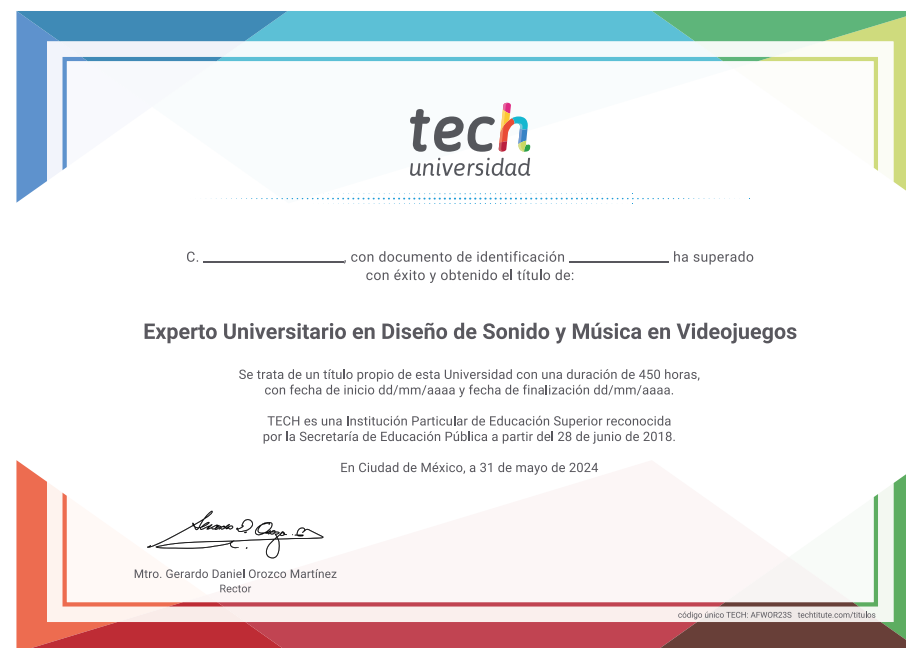 tech
universidad
C. ____________, con documento de identificación ____________ ha superado
con éxito y obtenido el título de:
Experto Universitario en Diseño de Sonido y Música en Videojuegos
Se trata de un título propio de esta Universidad con una duración de 450 horas,
con fecha de inicio dd/mm/aaaa y fecha de finalización dd/mm/aaaa.
TECH es una Institución Particular de Educación Superior reconocida
por la Secretaría de Educación Pública a partir del 28 de junio de 2018.
En Ciudad de México, a 31 de mayo de 2024
Mtro. Gerardo Daniel Orozco Martínez
Rector
código único TECH: AFWOR23S techtitute.com/titulos